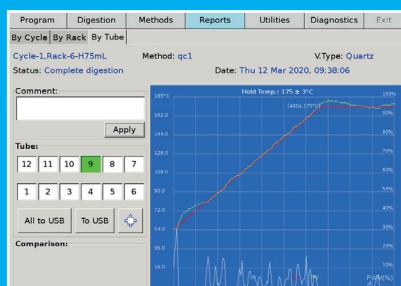 Program Digestion Methods Reports Utilities Diagnostics Exit
By Cycle By Rack By Tube
Cycle-1,Rack-6-H75mL Method: qc1 V.Type: Quartz
Status: Complete digestion Date: Thu 12 Mar 2020, 09:38:06
Comment:
Apply
Tube:
12 11 10 9 8 7
1 2 3 4 5 6
All to USB To USB
Comparison:
Hold Temp.: 175 ± 3°C
(40%,175°C)
100%
90%
80%
70%
60%
50%
40%
30%
20%
10%
PWM(%)
162.0
144.0
126.0
90.0
72.0
54.0
36.0
18.0